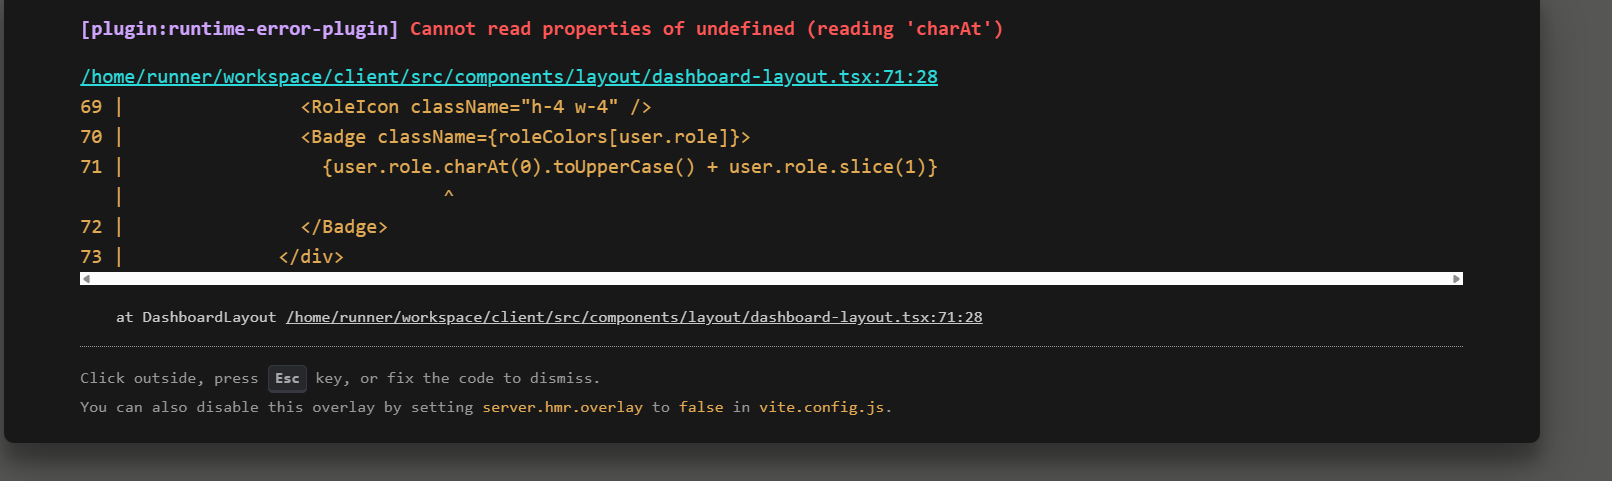 [plugin:runtime-error-plugin] Cannot read properties of undefined (reading 'charAt')
/home/runner/workspace/client/src/components/layout/dashboard-layout.tsx:71:28
69 |                <RoleIcon className="h-4 w-4" />
70 |                <Badge className={roleColors[user.role]}>
71 |                  {user.role.charAt(0).toUpperCase() + user.role.slice(1)}
   |                             ^
72 |                </Badge>
73 |              </div>
at DashboardLayout /home/runner/workspace/client/src/components/layout/dashboard-layout.tsx:71:28
Click outside, press Esc key, or fix the code to dismiss.
You can also disable this overlay by setting server.hmr.overlay to false in vite.config.js.